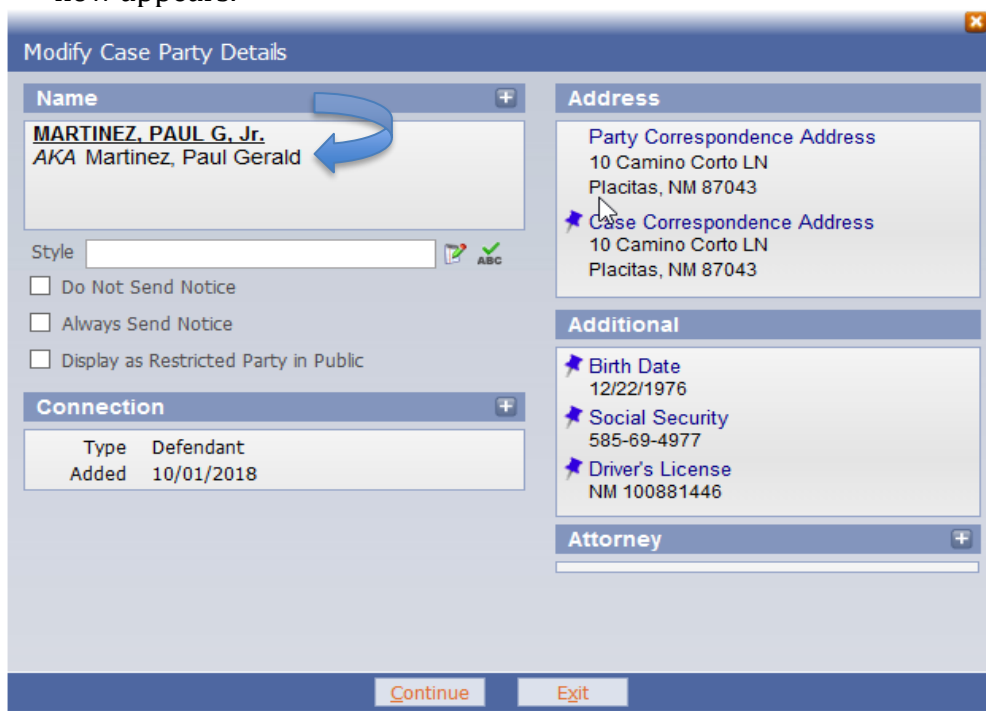 now appears.
Modify Case Party Details
Name
MARTINEZ, PAUL G, Jr.
AKA Martinez, Paul Gerald
Style
ABC
Do Not Send Notice
Always Send Notice
Display as Restricted Party in Public
Connection
Type Defendant
Added 10/01/2018
Address
Party Correspondence Address
10 Camino Corto LN
Placitas, NM 87043
Case Correspondence Address
10 Camino Corto LN
Placitas, NM 87043
Additional
Birth Date
12/22/1976
Social Security
585-69-4977
Driver's License
NM 100881446
Attorney
Continue
Exit